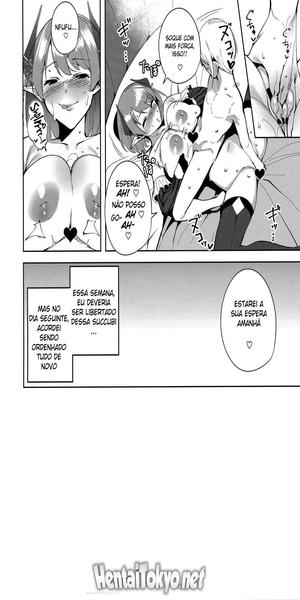 SOQUE
COM MAIS
FORÇA,
ISSO!!
♡
NFUFU...
♡
ESPERA!
AH! ♡
NÃO POSSO
GO-
AH
♡
AH~
♡
ESTAREI A
SUA ESPERA
AMANHÃ
♡
ESSA SEMANA,
EU DEVERIA
SER LIBERTADO
DESSA SUCCUBI
...
MAS NO
DIA SEGUINTE,
ACORDEI
SENDO
ORDENHADO
TUDO DE
NOVO
HentaiTokyo.net